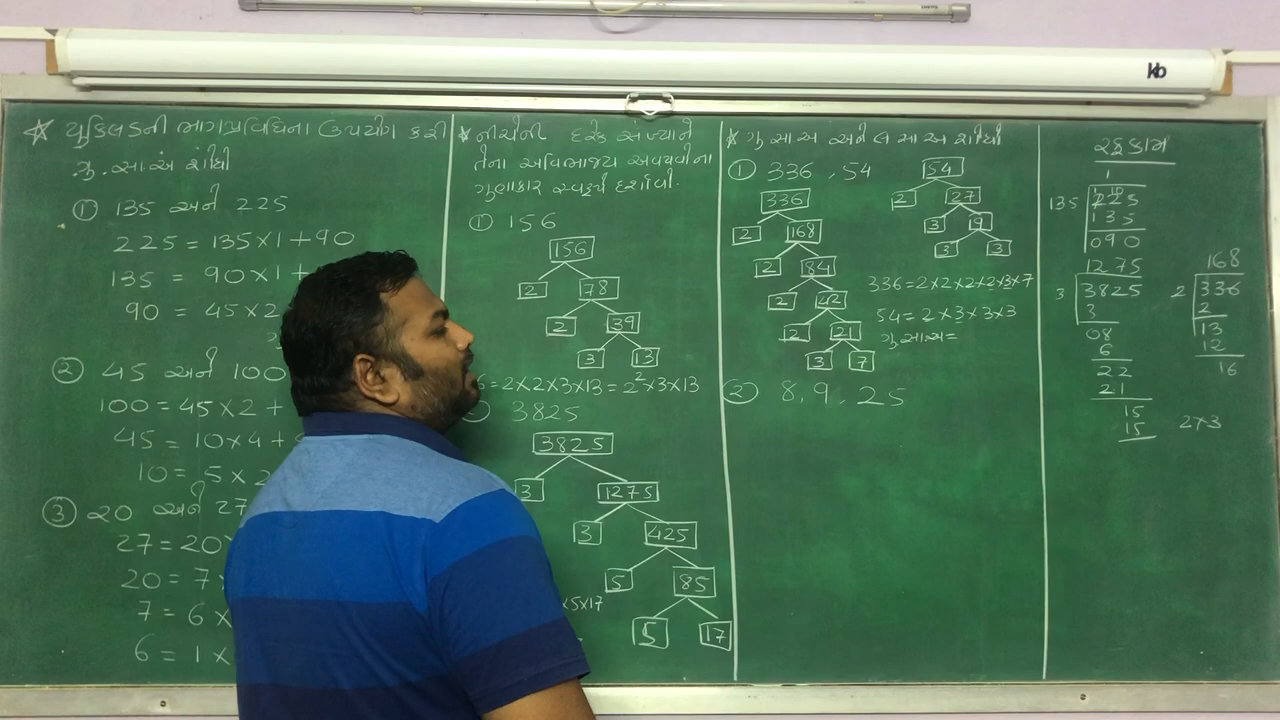 kb
યુક્લિડની ભાગપ્રવિધિના ઉપયોગ કરી
ગુ.સા.અ શોધો
① 135 અને 225
225 = 135×1+90
135 = 90×1+
90 = 45×2
② 45 અને 100
100 = 45×2 +
45 = 10×4+
10 = 5×2
③ 20 અને 27
27 = 20
20 = 7
7 = 6×
6 = 1×
નીચેની દરેક સંખ્યાને
તેના અવિભાજ્ય અવયવોના
ગુણાકાર સ્વરૂપે દર્શાવો.
① 156
156
2 78
2 39
3 13
6=2×2×3×13=2²×3×13
3825
3825
3 1275
3 425
5 85
×5×17
5 17
ગુ.સા.અ અને લ.સા.અ શોધો
① 336, 54
336
2 168
2 84
2 42
2 21
3 7
54
2 27
3 9
3 3
336=2×2×2×2×3×7
54=2×3×3×3
ગુ.સા.અ=
② 8, 9, 25
રફકામ
1
1 10
135 225
135
090
1275
3 3825
3
08
6
22
21
15
15
168
2 336
2
13
12
16
2×3